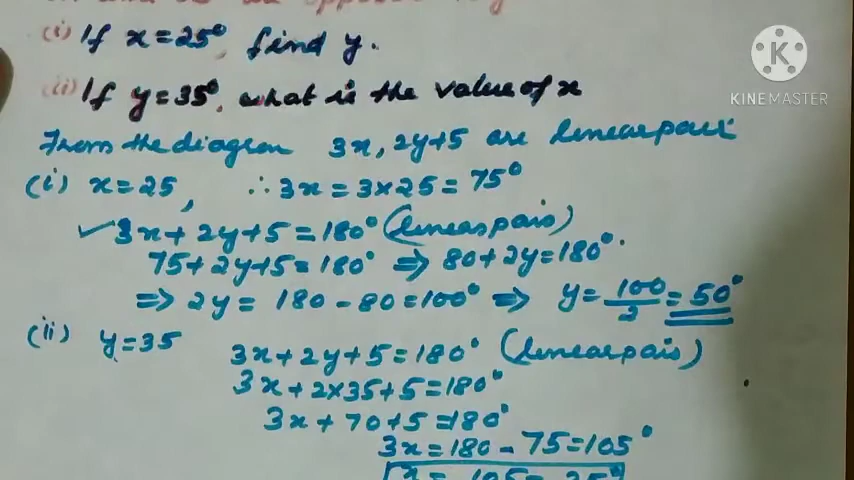 (i) If x=25°, find y.
KINEMASTER
(ii) If y=35°, what is the value of x
From the diagram 3x, 2y+5 are linear pair
(i) x=25, ∴3x=3×25=75°
✓3x+2y+5=180° (linear pair)
75+2y+5=180° ⇒ 80+2y=180°.
⇒ 2y= 180-80=100° ⇒ y=100/2=50°
(ii) y=35
3x+2y+5=180° (linear pair)
3x+2×35+5=180°
3x+70+5=180°
3x=180-75=105°